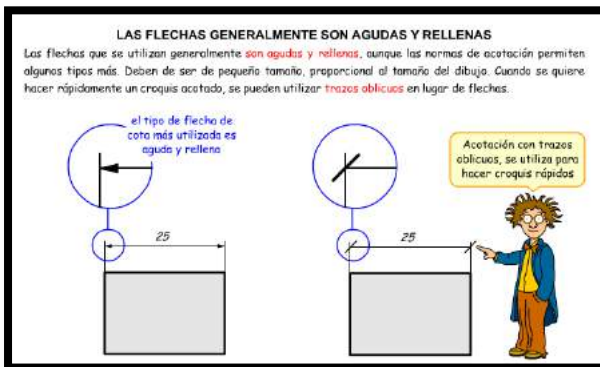 LAS FLECHAS GENERALMENTE SON AGUDAS Y RELLENAS
Las flechas que se utilizan generalmente son agudas y rellenas, aunque las normas de acotación permiten
algunos tipos más. Deben de ser de pequeño tamaño, proporcional al tamaño del dibujo. Cuando se quiere
hacer rápidamente un croquis acotado, se pueden utilizar trazos oblicuos en lugar de flechas.
el tipo de flecha de
cota más utilizada es
aguda y rellena
Acotación con trazos
oblicuos, se utiliza para
hacer croquis rápidos
25
25